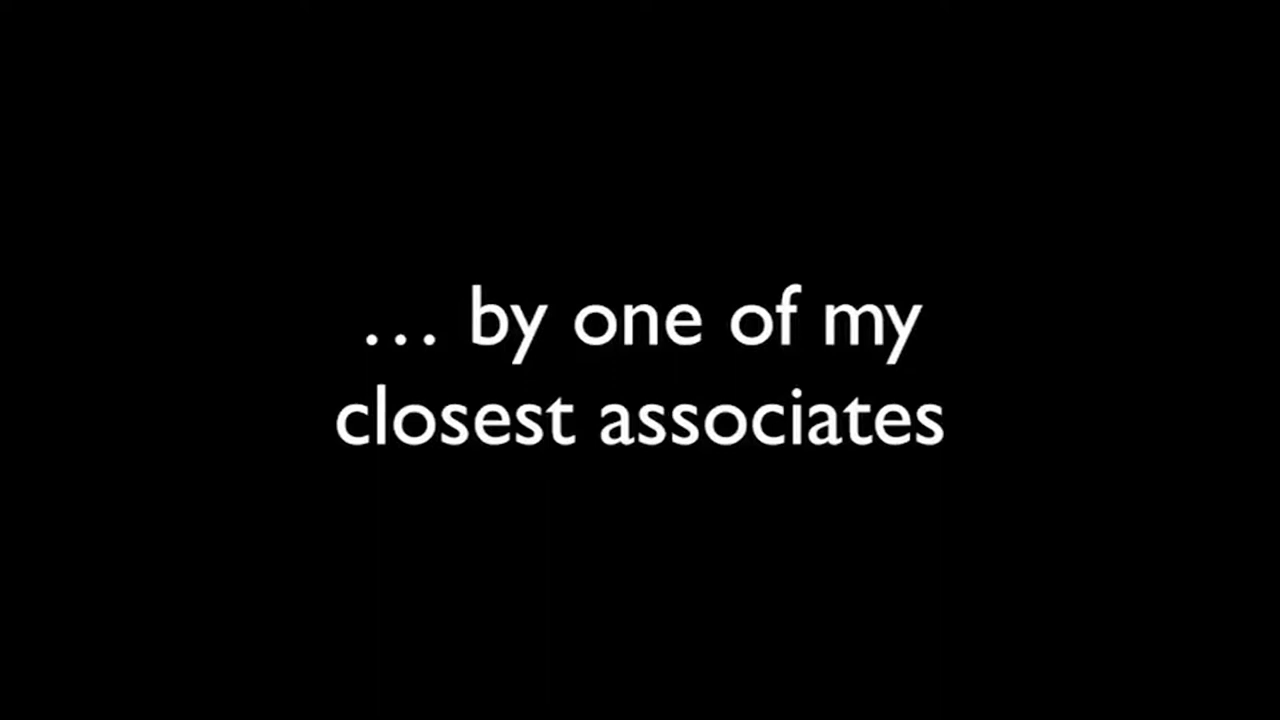 … by one of my
closest associates